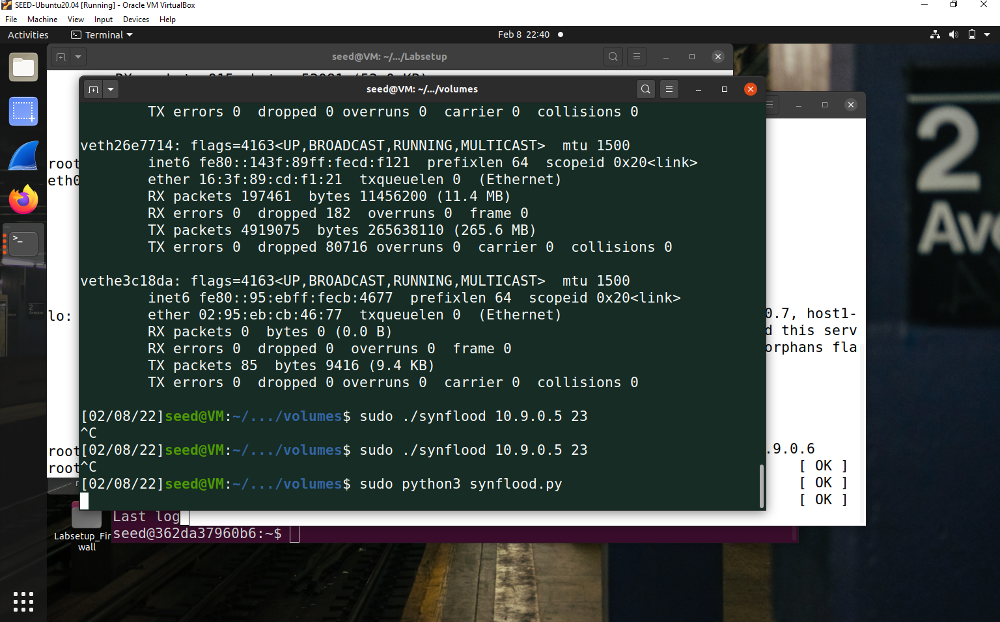 SEED-Ubuntu20.04 [Running] - Oracle VM VirtualBox
File Machine View Input Devices Help
Activities Terminal Feb 8 22:40
seed@VM: ~/.../Labsetup
seed@VM: ~/.../volumes
TX errors 0 dropped 0 overruns 0 carrier 0 collisions 0
veth26e7714: flags=4163<UP,BROADCAST,RUNNING,MULTICAST> mtu 1500
inet6 fe80::143f:89ff:fecd:f121 prefixlen 64 scopeid 0x20<link>
ether 16:3f:89:cd:f1:21 txqueuelen 0 (Ethernet)
RX packets 197461 bytes 11456200 (11.4 MB)
RX errors 0 dropped 182 overruns 0 frame 0
TX packets 4919075 bytes 265638110 (265.6 MB)
TX errors 0 dropped 80716 overruns 0 carrier 0 collisions 0
vethe3c18da: flags=4163<UP,BROADCAST,RUNNING,MULTICAST> mtu 1500
inet6 fe80::95:ebff:fecb:4677 prefixlen 64 scopeid 0x20<link>
ether 02:95:eb:cb:46:77 txqueuelen 0 (Ethernet)
RX packets 0 bytes 0 (0.0 B)
RX errors 0 dropped 0 overruns 0 frame 0
TX packets 85 bytes 9416 (9.4 KB)
TX errors 0 dropped 0 overruns 0 carrier 0 collisions 0
[02/08/22]seed@VM:~/.../volumes$ sudo ./synflood 10.9.0.5 23
^C
[02/08/22]seed@VM:~/.../volumes$ sudo ./synflood 10.9.0.5 23
^C
[02/08/22]seed@VM:~/.../volumes$ sudo python3 synflood.py
root
eth0
lo:
root
root
0.7, host1-
d this serv
orphans fla
.9.0.6
[ OK ]
[ OK ]
[ OK ]
Last log
seed@362da37960b6:~$
Labsetup_Fir
wall
2
Ave
2